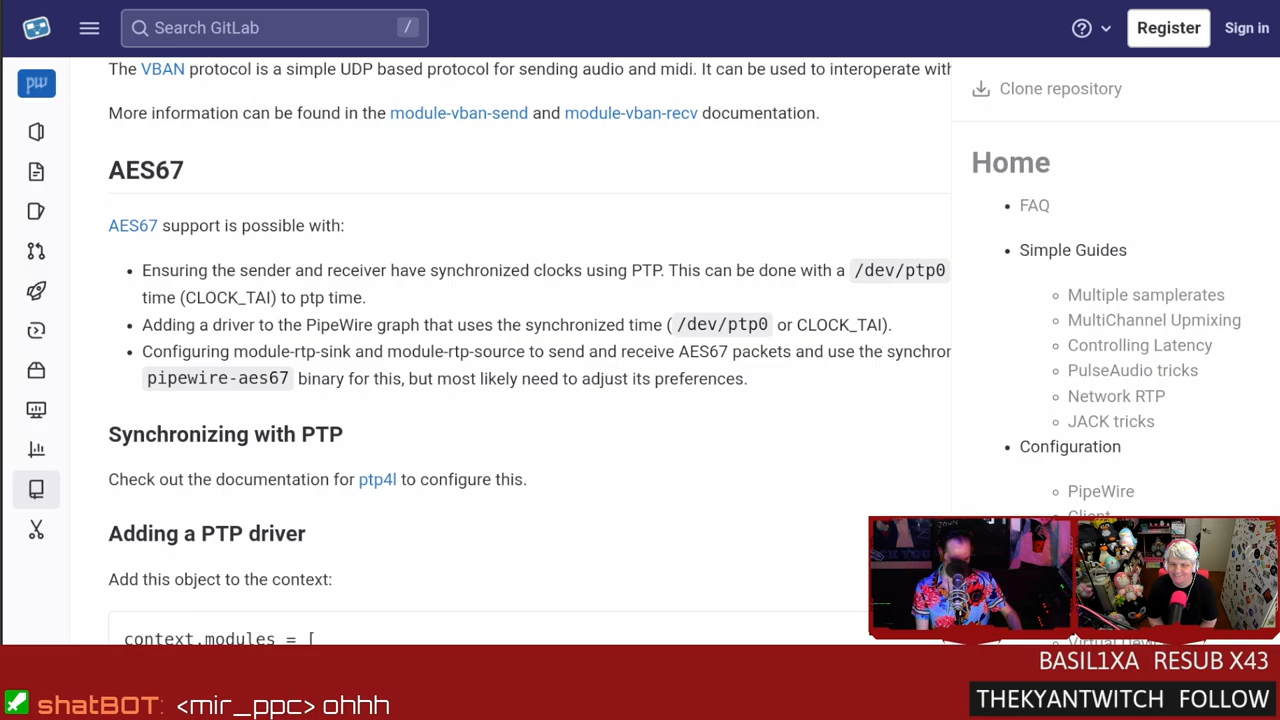 Search GitLab
/
Register
Sign in
pw
The VBAN protocol is a simple UDP based protocol for sending audio and midi. It can be used to interoperate with
More information can be found in the module-vban-send and module-vban-recv documentation.
AES67
AES67 support is possible with:
Ensuring the sender and receiver have synchronized clocks using PTP. This can be done with a /dev/ptp0
time (CLOCK_TAI) to ptp time.
Adding a driver to the PipeWire graph that uses the synchronized time ( /dev/ptp0 or CLOCK_TAI).
Configuring module-rtp-sink and module-rtp-source to send and receive AES67 packets and use the synchror
pipewire-aes67 binary for this, but most likely need to adjust its preferences.
Synchronizing with PTP
Check out the documentation for ptp4l to configure this.
Adding a PTP driver
Add this object to the context:
context.modules = [
Clone repository
Home
FAQ
Simple Guides
Multiple samplerates
MultiChannel Upmixing
Controlling Latency
PulseAudio tricks
Network RTP
JACK tricks
Configuration
PipeWire
Client
BASIL1XA RESUB X43
THEKYANTWITCH FOLLOW
shatBOT: <mir_ppc> ohhh